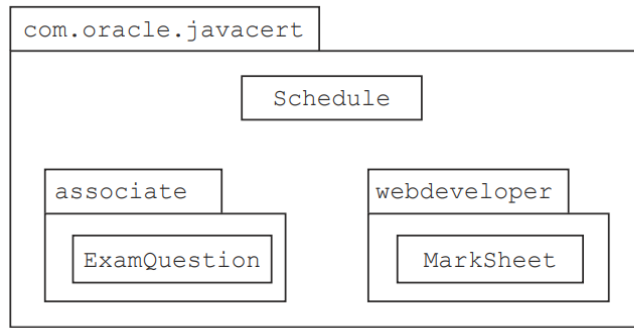 com.oracle.javacert
Schedule
associate
webdeveloper
ExamQuestion
MarkSheet